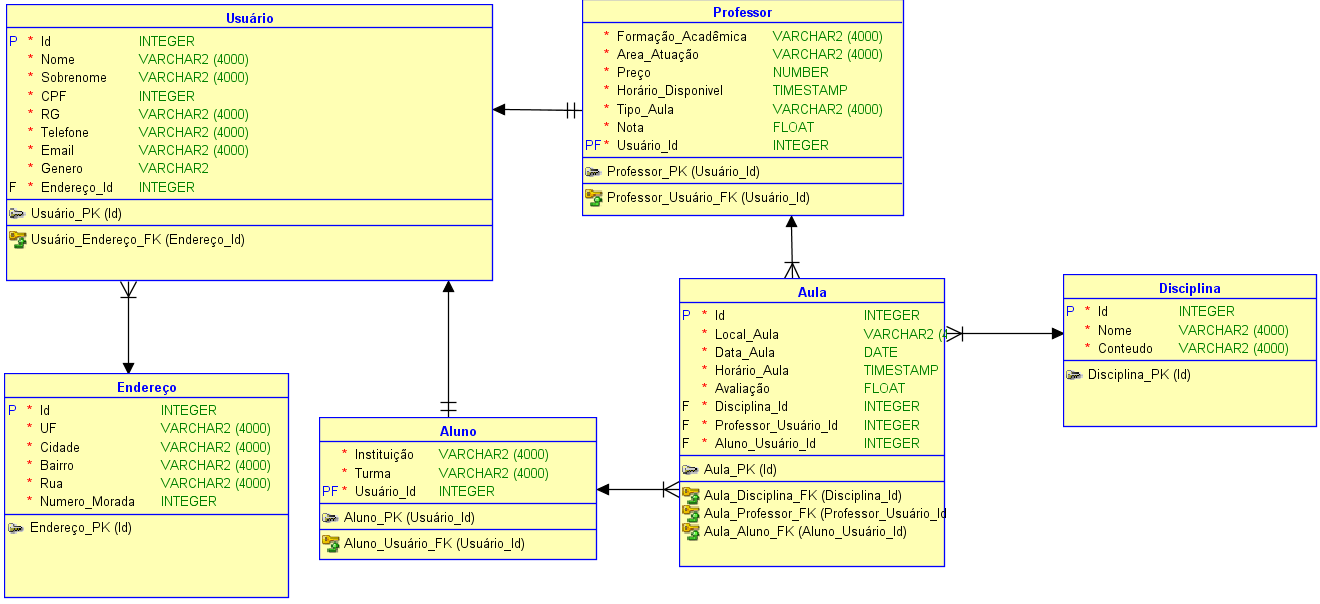 Usuário
P * Id INTEGER
* Nome VARCHAR2 (4000)
* Sobrenome VARCHAR2 (4000)
* CPF INTEGER
* RG VARCHAR2 (4000)
* Telefone VARCHAR2 (4000)
* Email VARCHAR2 (4000)
* Genero VARCHAR2
F * Endereço_Id INTEGER
Usuário_PK (Id)
Usuário_Endereço_FK (Endereço_Id)
Professor
* Formação_Acadêmica VARCHAR2 (4000)
* Area_Atuação VARCHAR2 (4000)
* Preço NUMBER
* Horário_Disponivel TIMESTAMP
* Tipo_Aula VARCHAR2 (4000)
* Nota FLOAT
PF * Usuário_Id INTEGER
Professor_PK (Usuário_Id)
Professor_Usuário_FK (Usuário_Id)
Endereço
P * Id INTEGER
* UF VARCHAR2 (4000)
* Cidade VARCHAR2 (4000)
* Bairro VARCHAR2 (4000)
* Rua VARCHAR2 (4000)
* Numero_Morada INTEGER
Endereço_PK (Id)
Aluno
* Instituição VARCHAR2 (4000)
* Turma VARCHAR2 (4000)
PF * Usuário_Id INTEGER
Aluno_PK (Usuário_Id)
Aluno_Usuário_FK (Usuário_Id)
Aula
P * Id INTEGER
* Local_Aula VARCHAR2 (4
* Data_Aula DATE
* Horário_Aula TIMESTAMP
* Avaliação FLOAT
F * Disciplina_Id INTEGER
F * Professor_Usuário_Id INTEGER
F * Aluno_Usuário_Id INTEGER
Aula_PK (Id)
Aula_Disciplina_FK (Disciplina_Id)
Aula_Professor_FK (Professor_Usuário_Id
Aula_Aluno_FK (Aluno_Usuário_Id)
Disciplina
P * Id INTEGER
* Nome VARCHAR2 (4000)
* Conteudo VARCHAR2 (4000)
Disciplina_PK (Id)